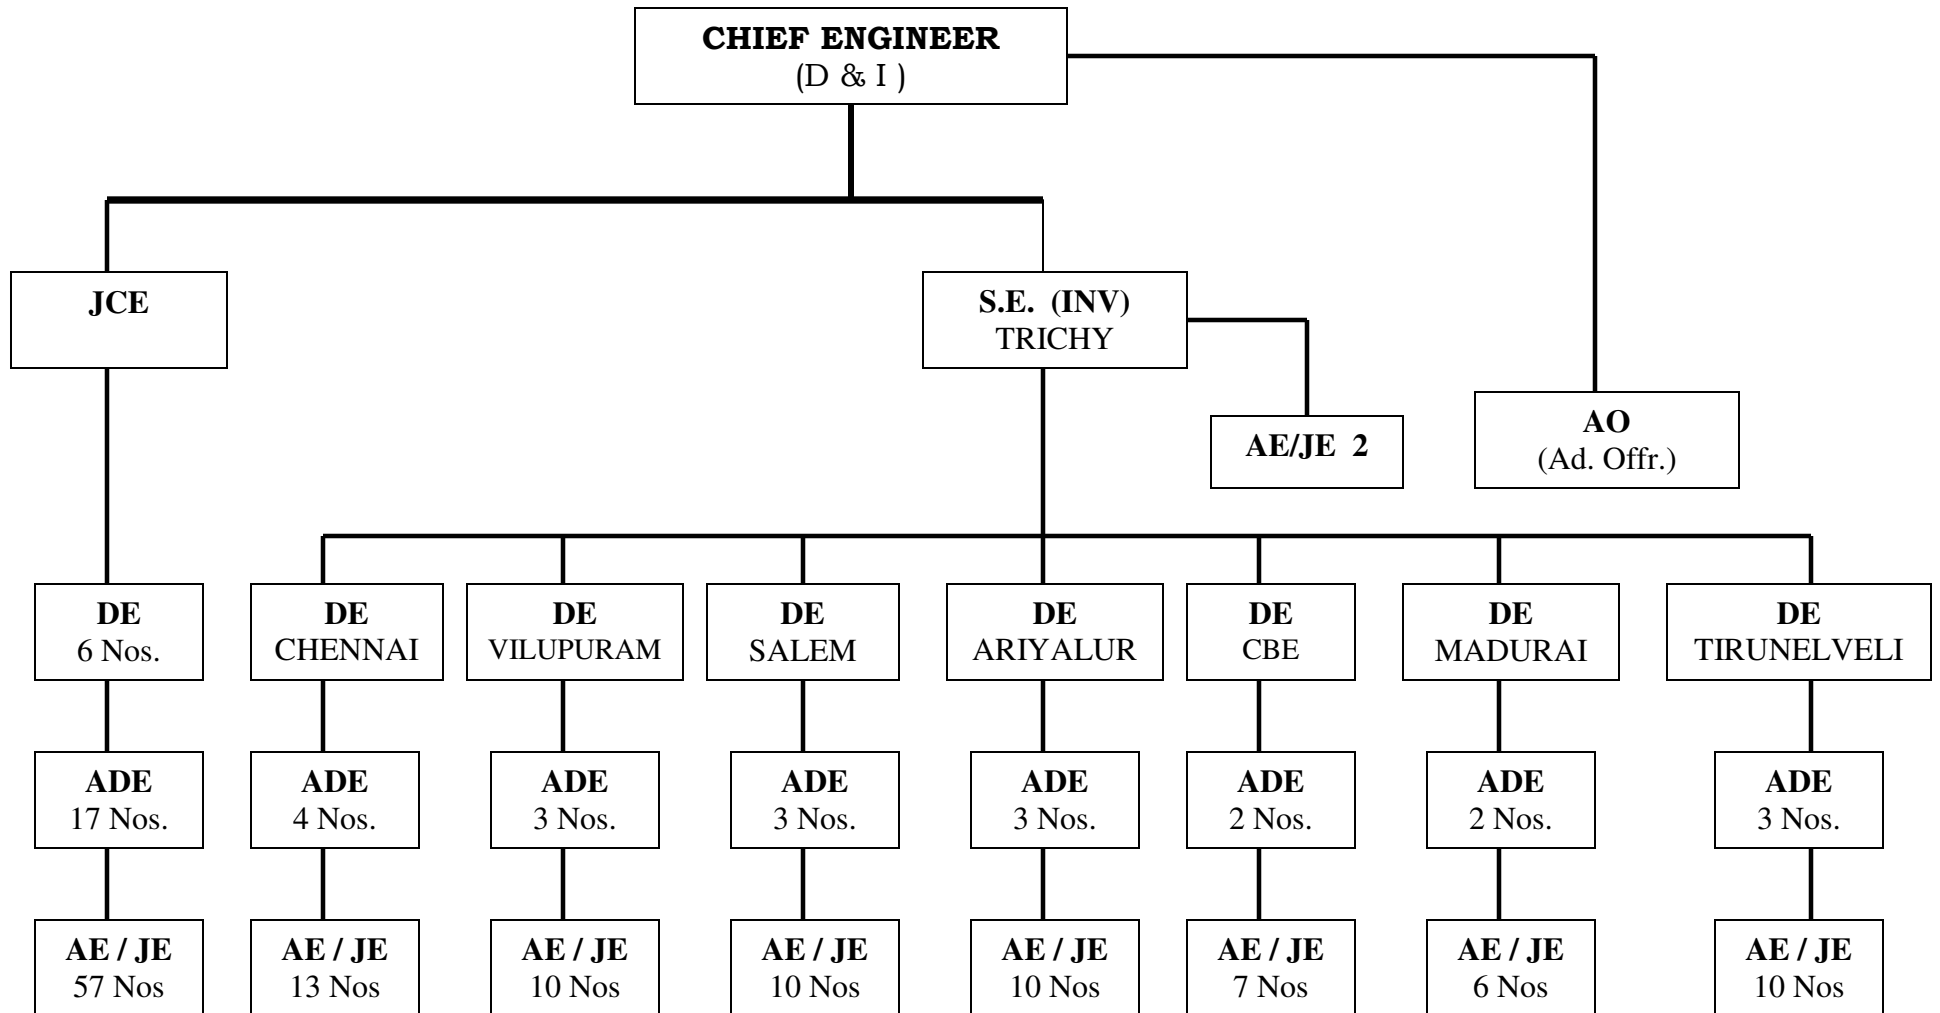 CHIEF ENGINEER
(D & I )
JCE
S.E. (INV)
TRICHY
AE/JE 2
AO
(Ad. Offr.)
DE
6 Nos.
DE
CHENNAI
DE
VILUPURAM
DE
SALEM
DE
ARIYALUR
DE
CBE
DE
MADURAI
DE
TIRUNELVELI
ADE
17 Nos.
ADE
4 Nos.
ADE
3 Nos.
ADE
3 Nos.
ADE
3 Nos.
ADE
2 Nos.
ADE
2 Nos.
ADE
3 Nos.
AE / JE
57 Nos
AE / JE
13 Nos
AE / JE
10 Nos
AE / JE
10 Nos
AE / JE
10 Nos
AE / JE
7 Nos
AE / JE
6 Nos
AE / JE
10 Nos